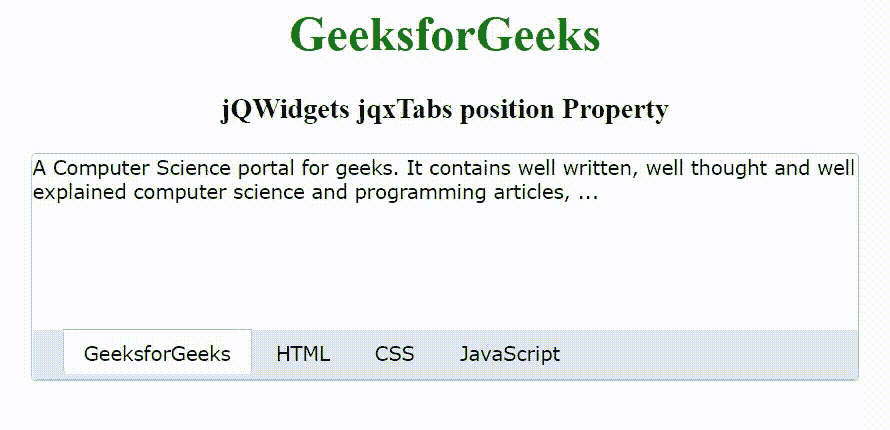 GeeksforGeeks
jQWidgets jqxTabs position Property
A Computer Science portal for geeks. It contains well written, well thought and well
explained computer science and programming articles, ...
GeeksforGeeks HTML CSS JavaScript